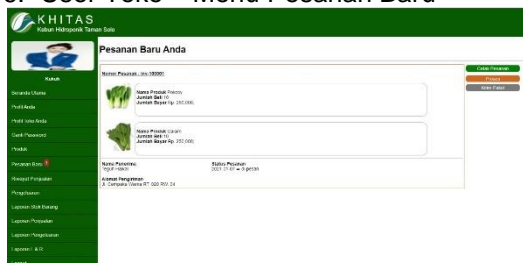 User Toko – Menu Pesanan Baru
KHITAS
Kebun Hidroponik Taman Sale
Pesanan Baru Anda
Kukuh
Beranda Utama
Profil Anda
Profil Toko Anda
Ganti Password
Produk
Pesanan Baru
Riwayat Penjualan
Pengeluaran
Laporan Stok Barang
Laporan Penjualan
Laporan Pengeluaran
Laporan L & R
Nomor Pesanan : inv-100001
Nama Produk Pakcoy
Jumlah Beli 10
Jumlah Bayar Rp. 250,000,
Nama Produk Caisim
Jumlah Beli 10
Jumlah Bayar Rp. 250,000,
Nama Penerima
Teguh Hakiki
Status Pesanan
Alamat Pengiriman
Jl. Cempaka Warna RT 020 RW. 04
Cetak Pesanan
Proses